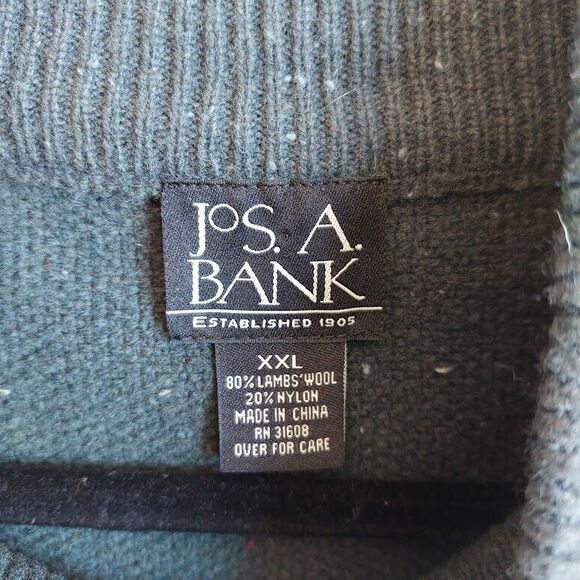 JOS. A.
BANK
ESTABLISHED 1905
XXL
80% LAMBS' WOOL
20% NYLON
MADE IN CHINA
RN 31608
OVER FOR CARE